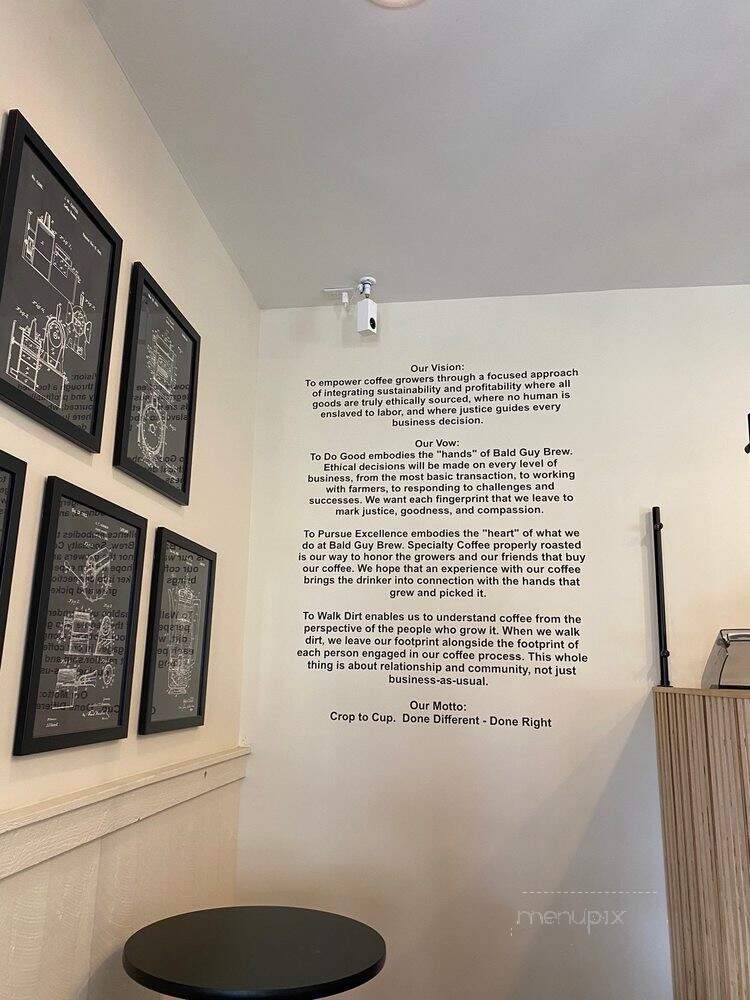 Our Vision:
To empower coffee growers through a focused approach
of integrating sustainability and profitability where all
goods are truly ethically sourced, where no human is
enslaved to labor, and where justice guides every
business decision.
Our Vow:
To Do Good embodies the "hands" of Bald Guy Brew.
Ethical decisions will be made on every level of
business, from the most basic transaction, to working
with farmers, to responding to challenges and
successes. We want each fingerprint that we leave to
mark justice, goodness, and compassion.
To Pursue Excellence embodies the "heart" of what we
do at Bald Guy Brew. Specialty Coffee properly roasted
is our way to honor the growers and our friends that buy
our coffee. We hope that an experience with our coffee
brings the drinker into connection with the hands that
grew and picked it.
To Walk Dirt enables us to understand coffee from the
perspective of the people who grow it. When we walk
dirt, we leave our footprint alongside the footprint of
each person engaged in our coffee process. This whole
thing is about relationship and community, not just
business-as-usual.
Our Motto:
Crop to Cup. Done Different - Done Right
menupix